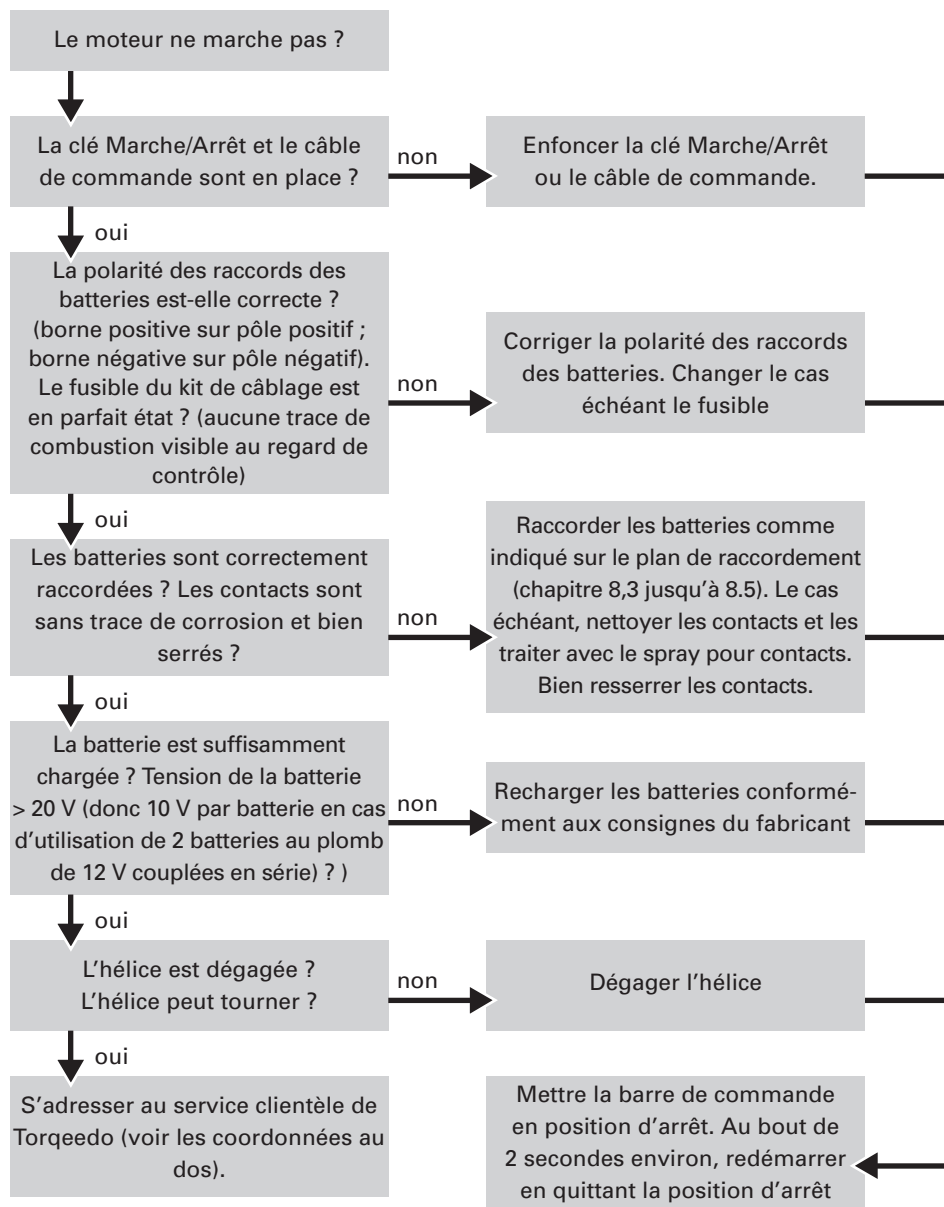 Le moteur ne marche pas ?
La clé Marche/Arrêt et le câble
de commande sont en place ?
non
Enfoncer la clé Marche/Arrêt
ou le câble de commande.
oui
La polarité des raccords des
batteries est-elle correcte ?
(borne positive sur pôle positif ;
borne négative sur pôle négatif).
Le fusible du kit de câblage est
en parfait état ? (aucune trace de
combustion visible au regard de
contrôle)
non
Corriger la polarité des raccords
des batteries. Changer le cas
échéant le fusible
oui
Les batteries sont correctement
raccordées ? Les contacts sont
sans trace de corrosion et bien
serrés ?
non
Raccorder les batteries comme
indiqué sur le plan de raccordement
(chapitre 8,3 jusqu'à 8.5). Le cas
échéant, nettoyer les contacts et les
traiter avec le spray pour contacts.
Bien resserrer les contacts.
oui
La batterie est suffisamment
chargée ? Tension de la batterie
> 20 V (donc 10 V par batterie en cas
d'utilisation de 2 batteries au plomb
de 12 V couplées en série) ? )
non
Recharger les batteries conformé-
ment aux consignes du fabricant
oui
L'hélice est dégagée ?
L'hélice peut tourner ?
non
Dégager l'hélice
oui
S'adresser au service clientèle de
Torqeedo (voir les coordonnées au
dos).
Mettre la barre de commande
en position d'arrêt. Au bout de
2 secondes environ, redémarrer
en quittant la position d'arrêt